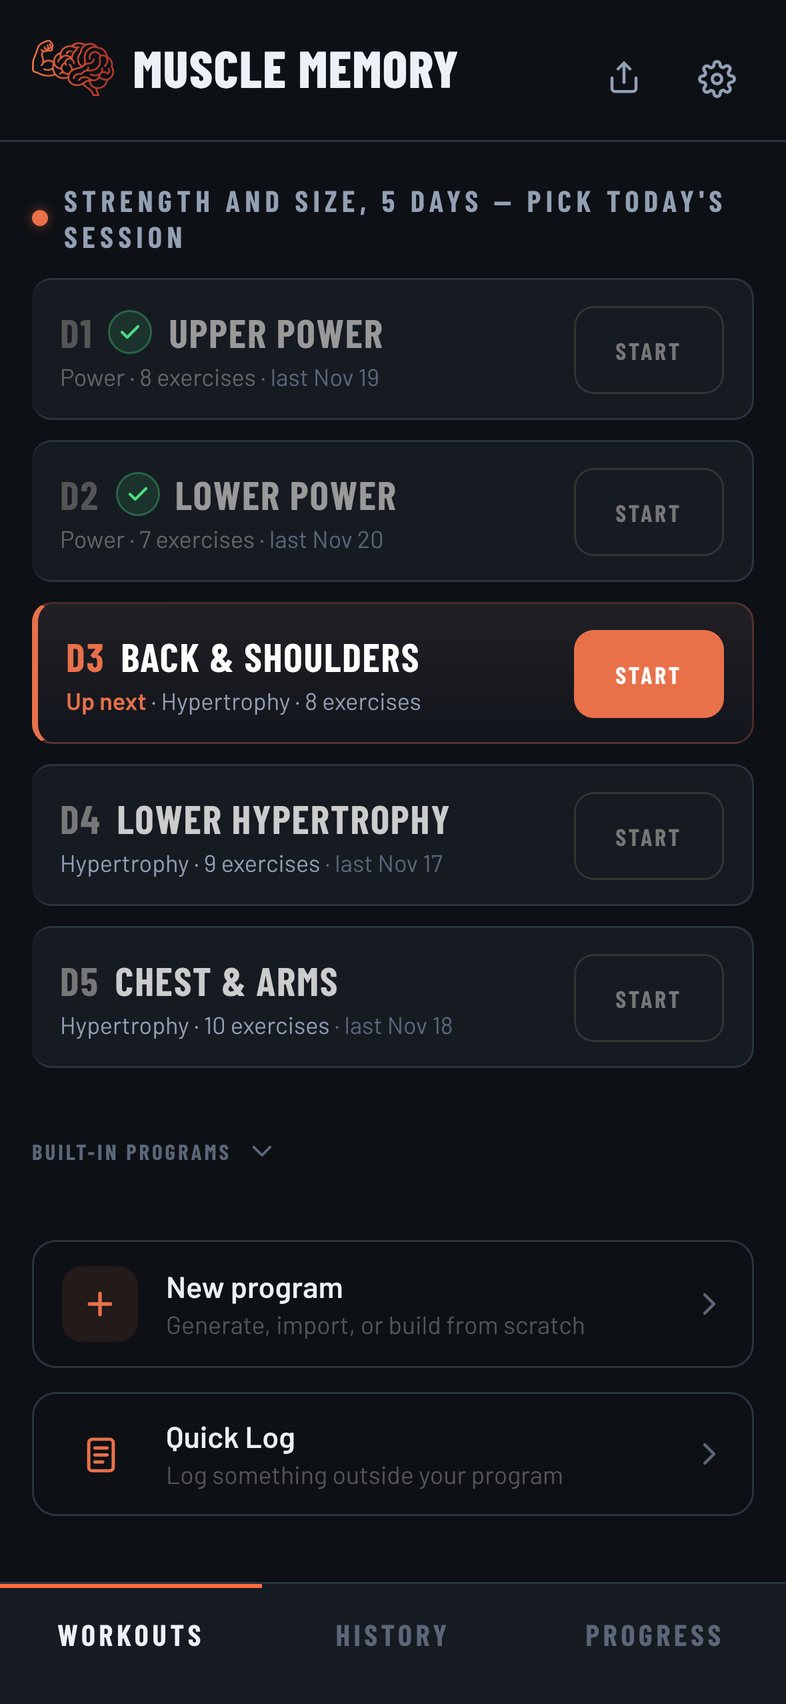 MUSCLE MEMORY
STRENGTH AND SIZE, 5 DAYS — PICK TODAY'S
SESSION
D1 UPPER POWER
Power · 8 exercises · last Nov 19
START
D2 LOWER POWER
Power · 7 exercises · last Nov 20
START
D3 BACK & SHOULDERS
Up next · Hypertrophy · 8 exercises
START
D4 LOWER HYPERTROPHY
Hypertrophy · 9 exercises · last Nov 17
START
D5 CHEST & ARMS
Hypertrophy · 10 exercises · last Nov 18
START
BUILT-IN PROGRAMS
New program
Generate, import, or build from scratch
Quick Log
Log something outside your program
WORKOUTS HISTORY PROGRESS